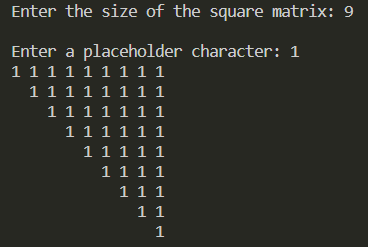 Enter the size of the square matrix: 9
Enter a placeholder character: 1
1 1 1 1 1 1 1 1 1
1 1 1 1 1 1 1 1
1 1 1 1 1 1 1
1 1 1 1 1 1
1 1 1 1 1
1 1 1 1
1 1 1
1 1
1